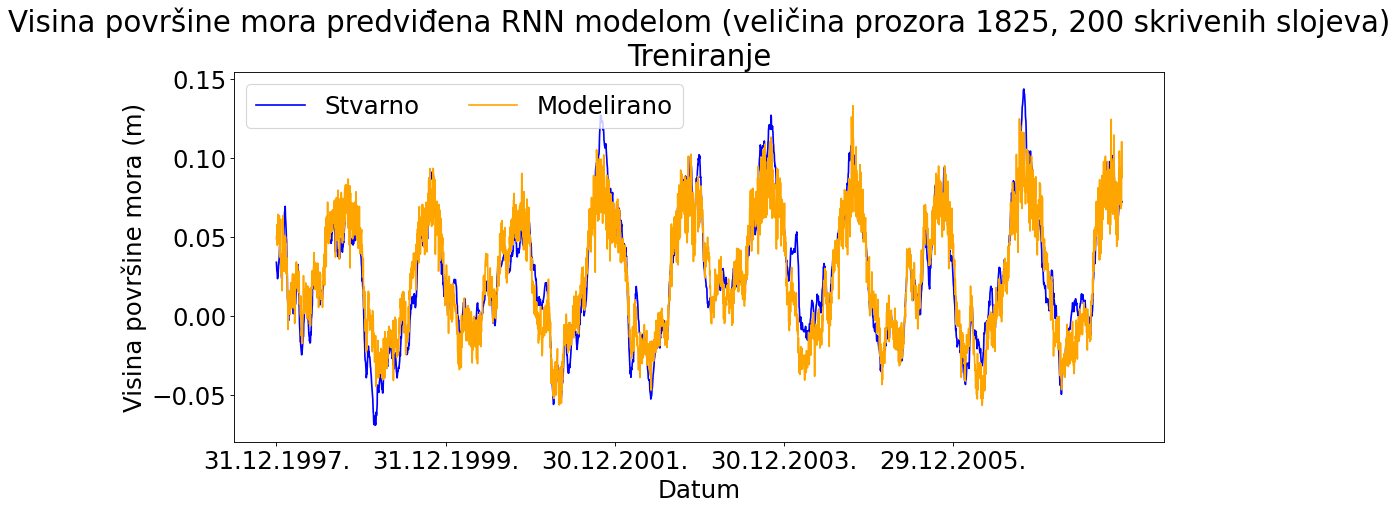 Visina površine mora predviđena RNN modelom (veličina prozora 1825, 200 skrivenih slojeva)
Treniranje
Stvarno
Modelirano
Visina površine mora (m)
0.15
0.10
0.05
0.00
−0.05
31.12.1997.
31.12.1999.
30.12.2001.
30.12.2003.
29.12.2005.
Datum